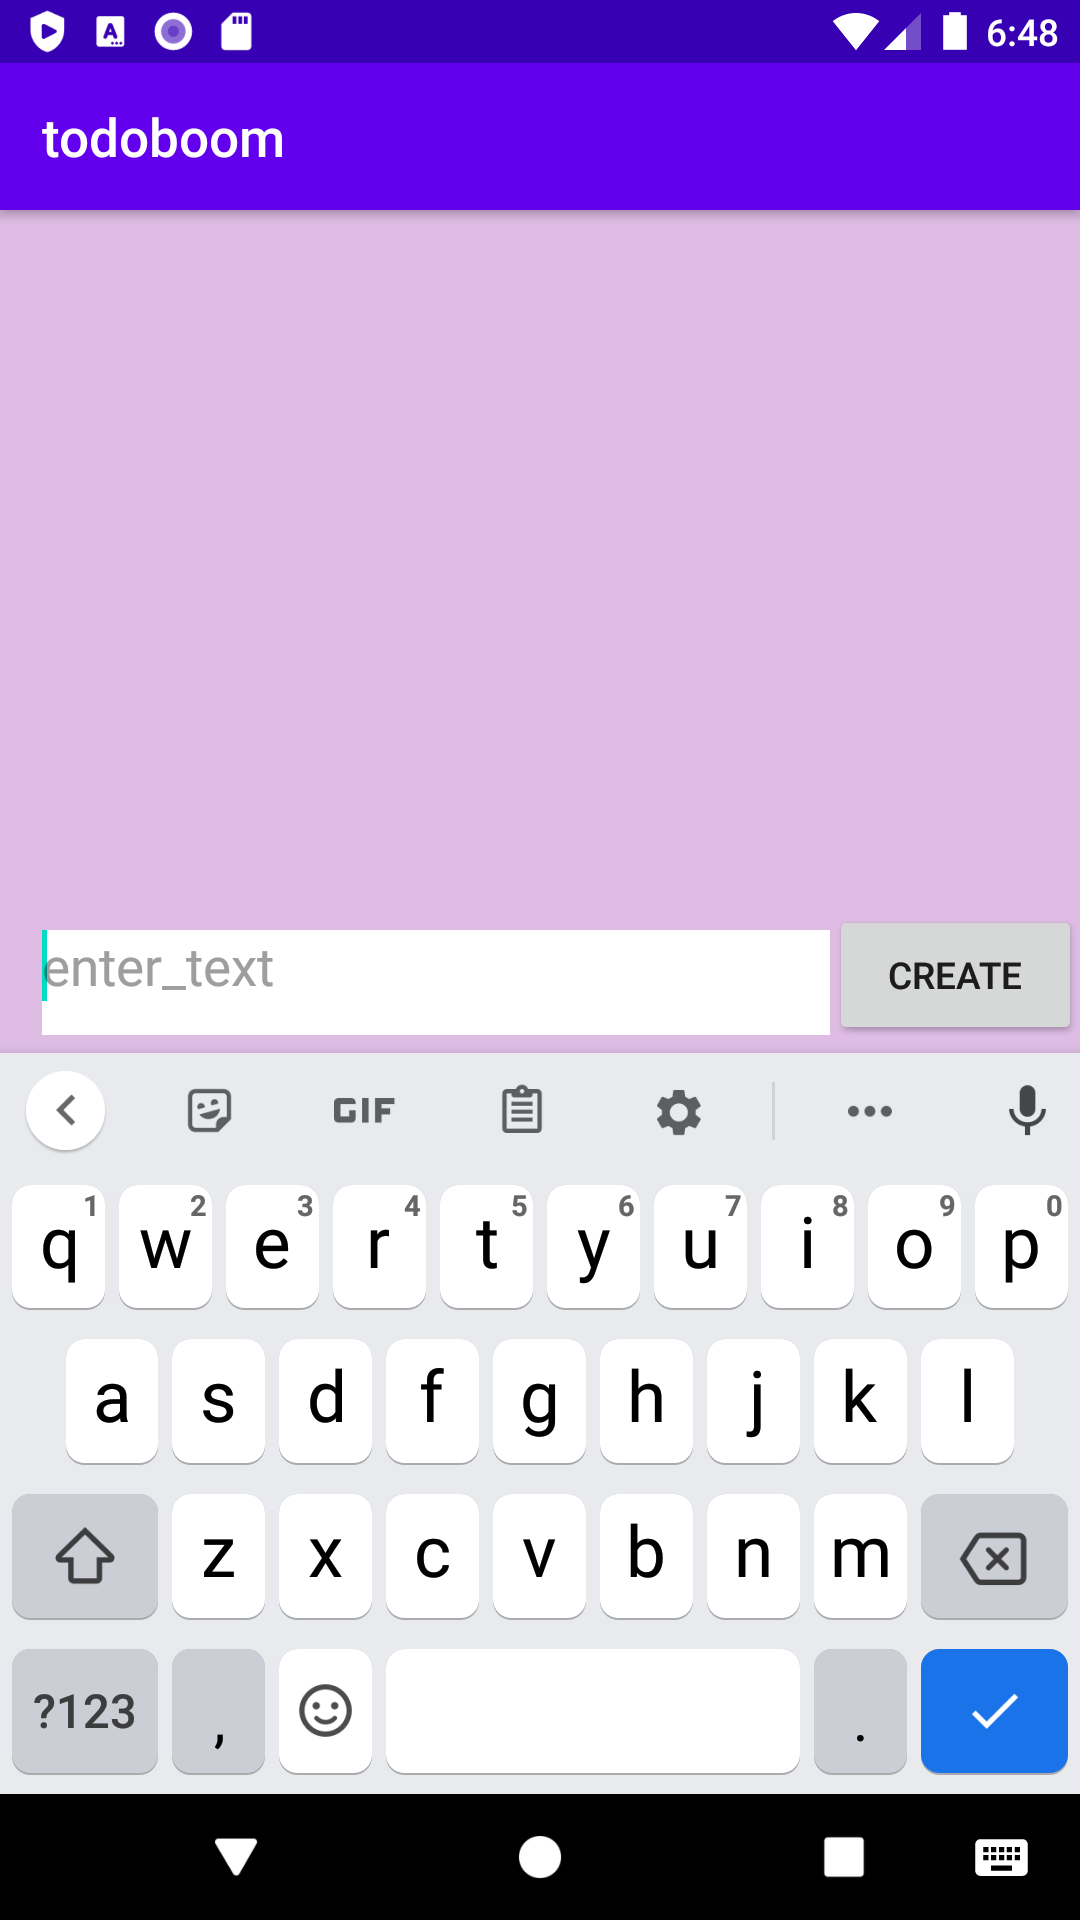 6:48
todoboom
enter_text
CREATE
GIF
1 2 3 4 5 6 7 8 9 0
q w e r t y u i o p
a s d f g h j k l
z x c v b n m
?123 , .